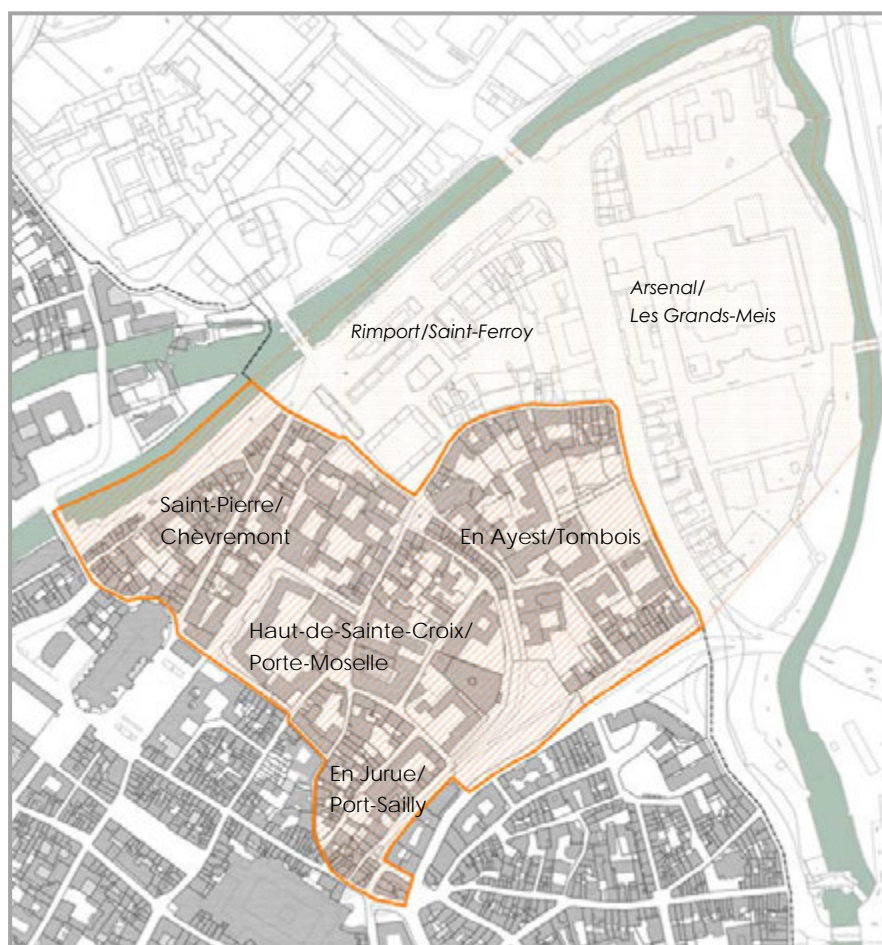 Arsenal/
Les Grands-Meis
Rimport/Saint-Ferroy
Saint-Pierre/
Chèvremont
En Ayest/Tombois
Haut-de-Sainte-Croix/
Porte-Moselle
En Jurue/
Port-Sailly